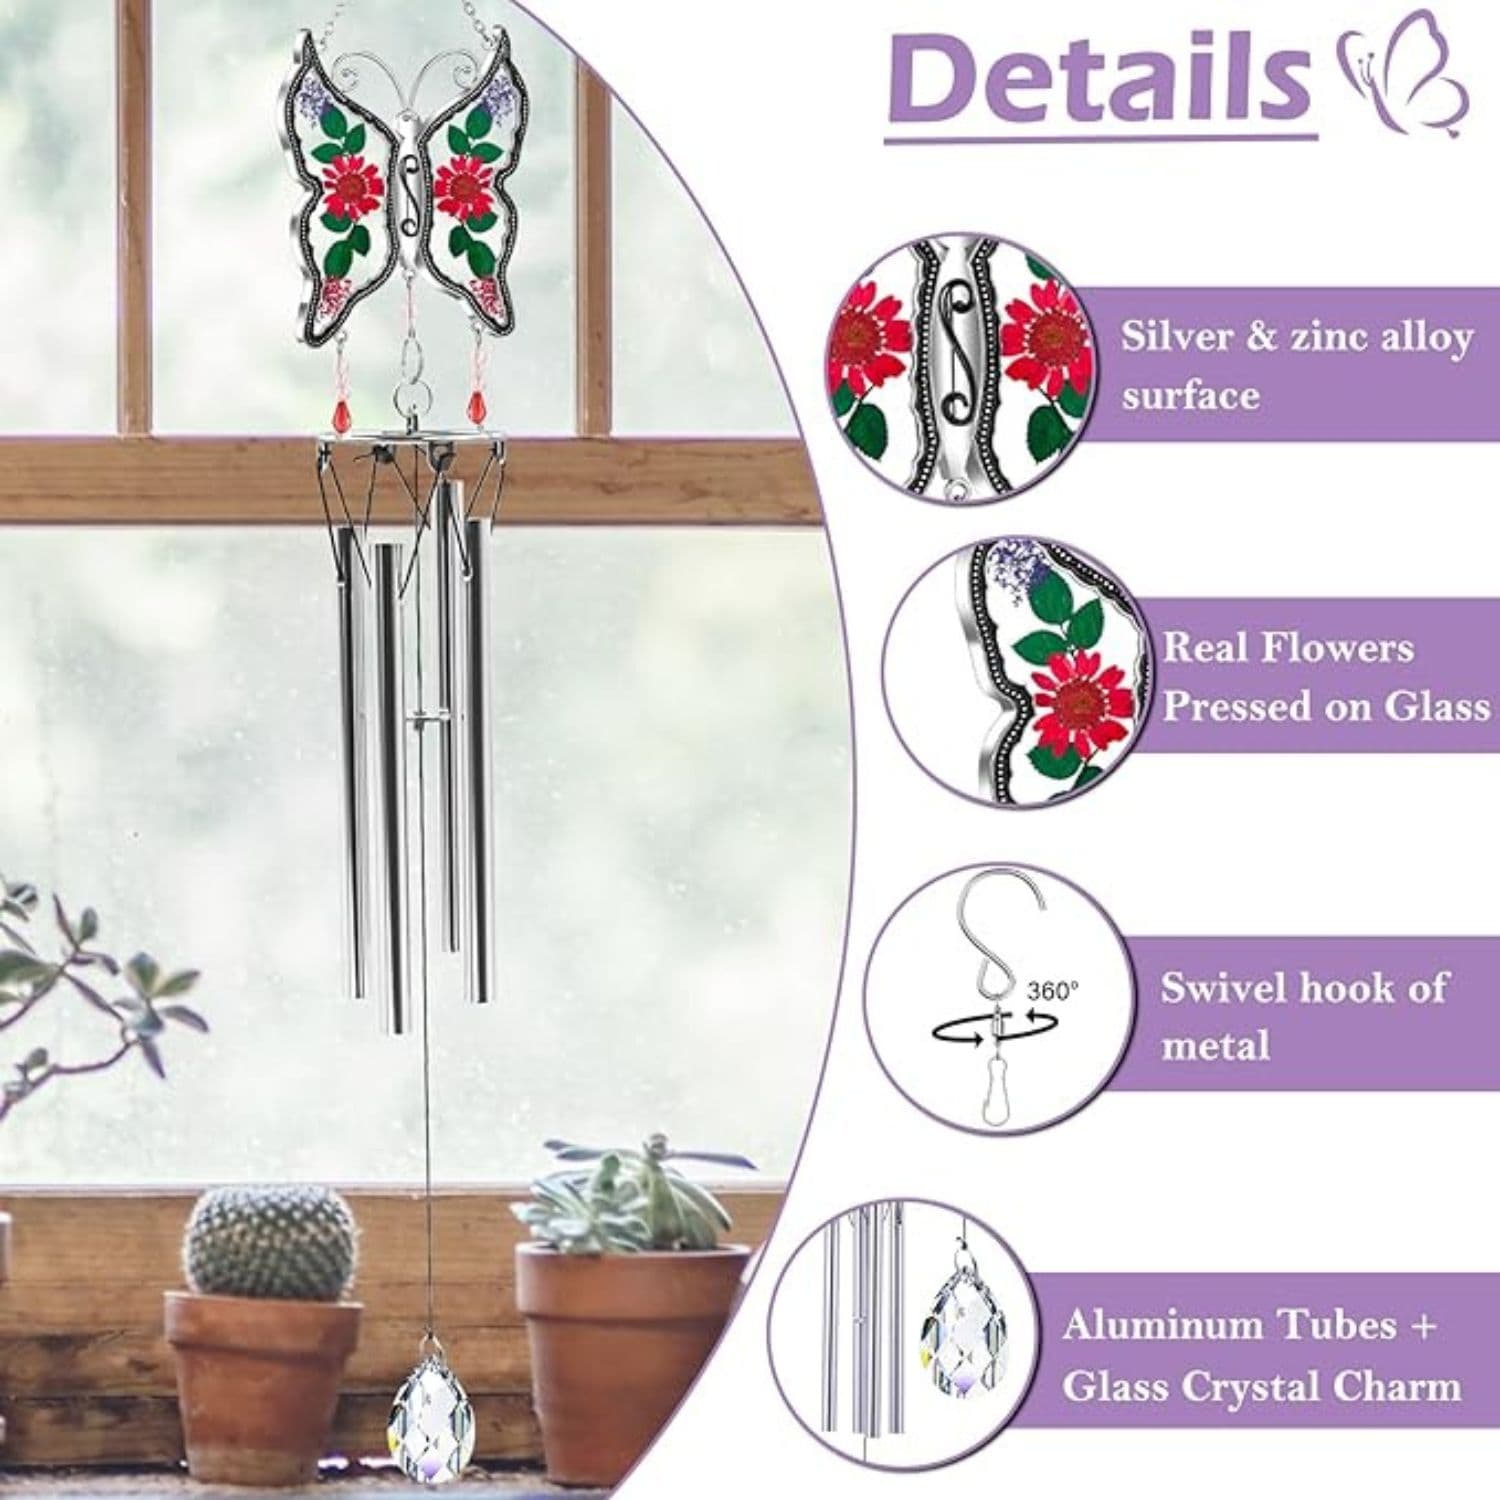 Details
Silver & zinc alloy
surface
Real Flowers
Pressed on Glass
360°
Swivel hook of
metal
Aluminum Tubes +
Glass Crystal Charm